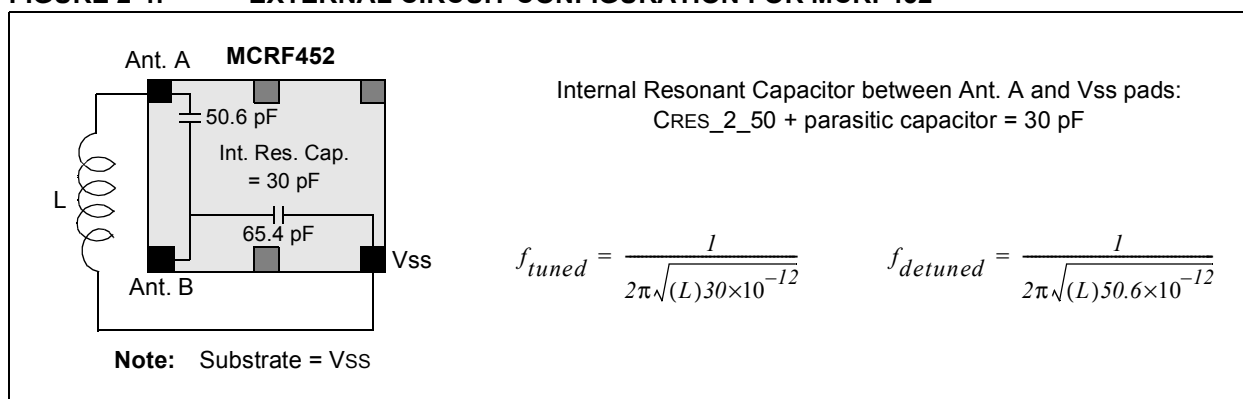 FIGURE 2-4: EXTERNAL CIRCUIT CONFIGURATION FOR MCRF452
Ant. A
MCRF452
50.6 pF
Int. Res. Cap.
= 30 pF
65.4 pF
L
Vss
Ant. B
Note: Substrate = VSS
Internal Resonant Capacitor between Ant. A and Vss pads:
CRES_2_50 + parasitic capacitor = 30 pF
f_tuned = 1 / (2π√((L)30×10^−12))
f_detuned = 1 / (2π√((L)50.6×10^−12))